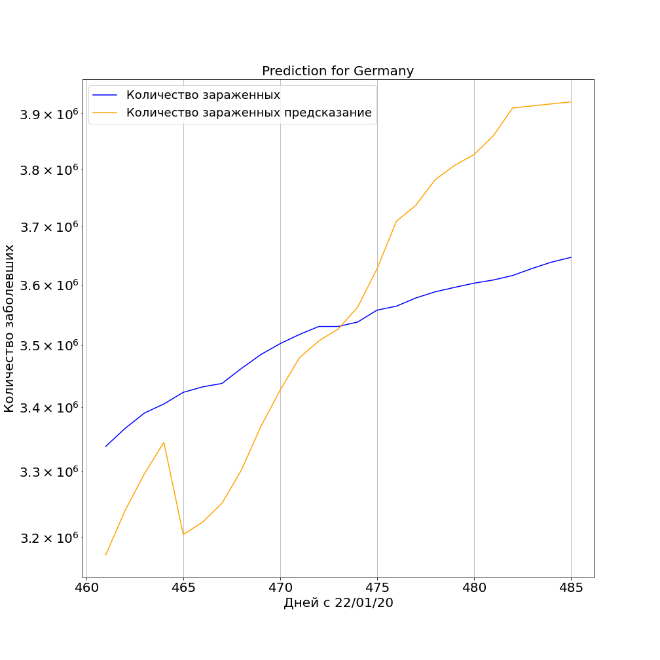 Prediction for Germany
Количество зараженных
Количество зараженных предсказание
3.9 × 10⁶
3.8 × 10⁶
3.7 × 10⁶
3.6 × 10⁶
3.5 × 10⁶
3.4 × 10⁶
3.3 × 10⁶
3.2 × 10⁶
Количество заболевших
460 465 470 475 480 485
Дней с 22/01/20